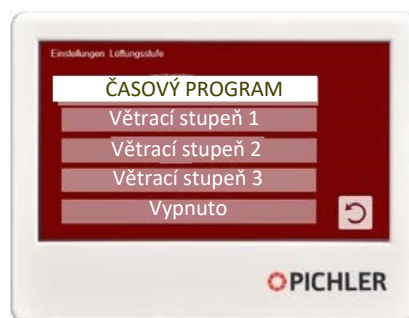 Einstellungen Lüftungsstufe
ČASOVÝ PROGRAM
Větrací stupeň 1
Větrací stupeň 2
Větrací stupeň 3
Vypnuto
PICHLER